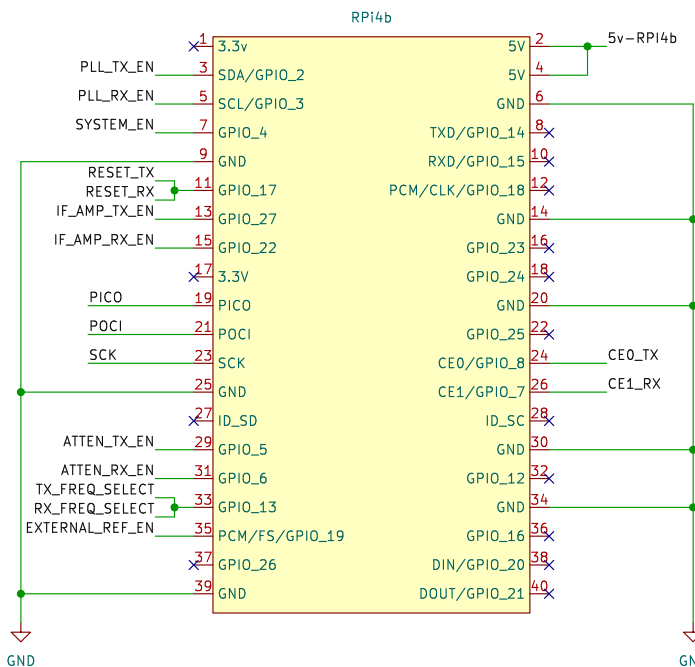 RPi4b
1 3.3v 5V 2 5v-RPI4b
PLL_TX_EN 3 SDA/GPIO_2 5V 4
PLL_RX_EN 5 SCL/GPIO_3 GND 6
SYSTEM_EN 7 GPIO_4 TXD/GPIO_14 8
9 GND RXD/GPIO_15 10
RESET_TX
RESET_RX 11 GPIO_17 PCM/CLK/GPIO_18 12
IF_AMP_TX_EN 13 GPIO_27 GND 14
IF_AMP_RX_EN 15 GPIO_22 GPIO_23 16
17 3.3V GPIO_24 18
PICO 19 PICO GND 20
POCI 21 POCI GPIO_25 22
SCK 23 SCK CE0/GPIO_8 24 CE0_TX
25 GND CE1/GPIO_7 26 CE1_RX
27 ID_SD ID_SC 28
ATTEN_TX_EN 29 GPIO_5 GND 30
ATTEN_RX_EN 31 GPIO_6 GPIO_12 32
TX_FREQ_SELECT
RX_FREQ_SELECT 33 GPIO_13 GND 34
EXTERNAL_REF_EN 35 PCM/FS/GPIO_19 GPIO_16 36
37 GPIO_26 DIN/GPIO_20 38
39 GND DOUT/GPIO_21 40
GND GN